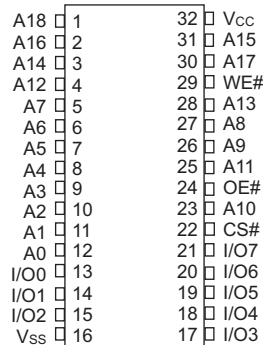 A18 1 32 Vcc
A16 2 31 A15
A14 3 30 A17
A12 4 29 WE#
A7 5 28 A13
A6 6 27 A8
A5 7 26 A9
A4 8 25 A11
A3 9 24 OE#
A2 10 23 A10
A1 11 22 CS#
A0 12 21 I/O7
I/O0 13 20 I/O6
I/O1 14 19 I/O5
I/O2 15 18 I/O4
Vss 16 17 I/O3